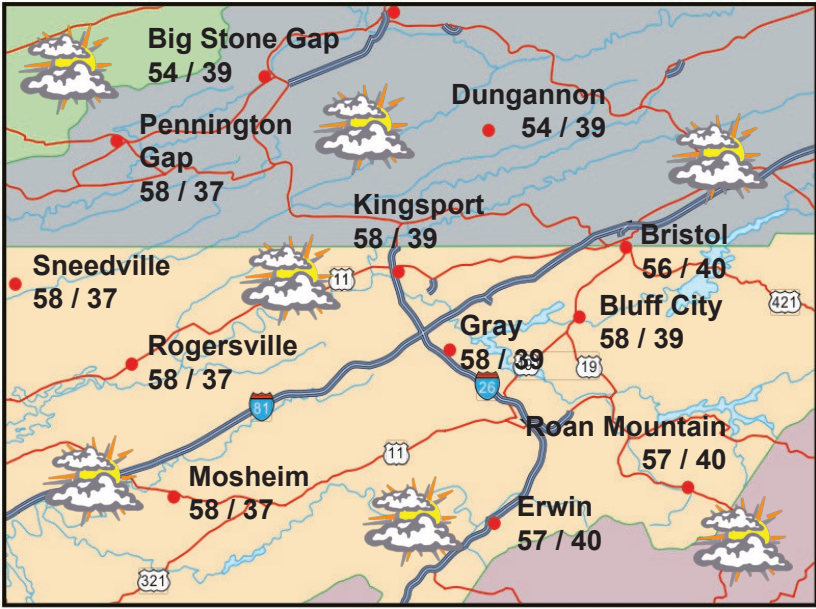 Big Stone Gap
54 / 39
Dungannon
54 / 39
Pennington
Gap
58 / 37
Kingsport
58 / 39
Bristol
56 / 40
Sneedville
58 / 37
11
421
Bluff City
58 / 39
Gray
58 / 39
Rogersville
58 / 37
19
26
81
Roan Mountain
57 / 40
11
Mosheim
58 / 37
Erwin
57 / 40
321